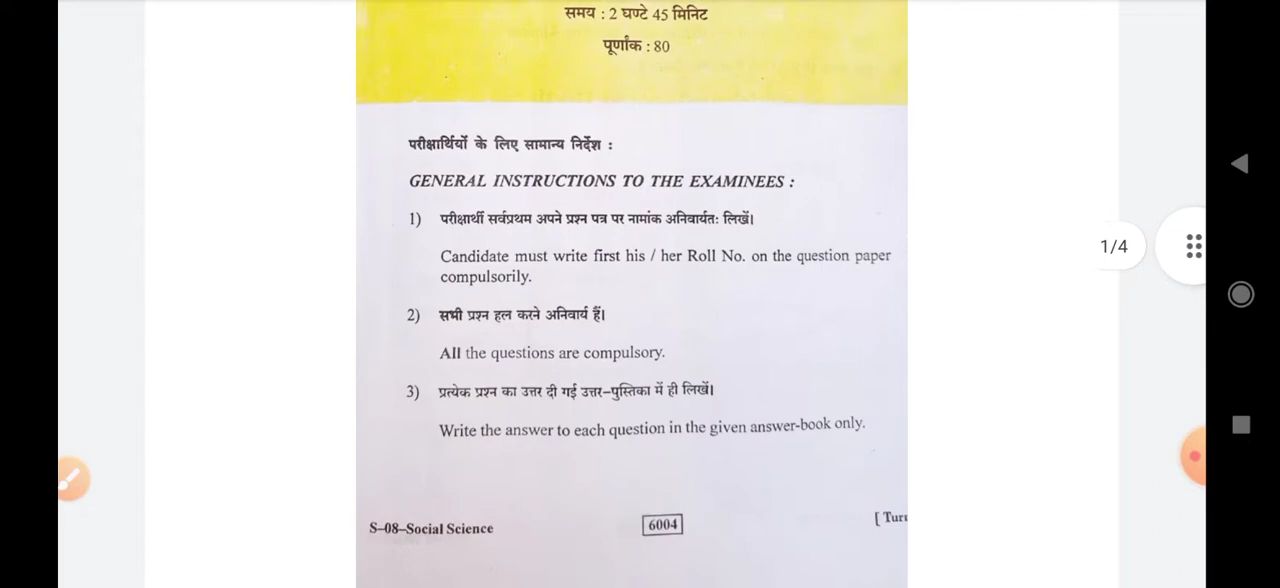 समय : 2 घण्टे 45 मिनिट
पूर्णांक : 80
परीक्षार्थियों के लिए सामान्य निर्देश :
GENERAL INSTRUCTIONS TO THE EXAMINEES :
1) परीक्षार्थी सर्वप्रथम अपने प्रश्न पत्र पर नामांक अनिवार्यतः लिखें।
Candidate must write first his / her Roll No. on the question paper
compulsorily.
1/4
2) सभी प्रश्न हल करने अनिवार्य हैं।
All the questions are compulsory.
3) प्रत्येक प्रश्न का उत्तर दी गई उत्तर-पुस्तिका में ही लिखें।
Write the answer to each question in the given answer-book only.
S-08-Social Science
6004
[